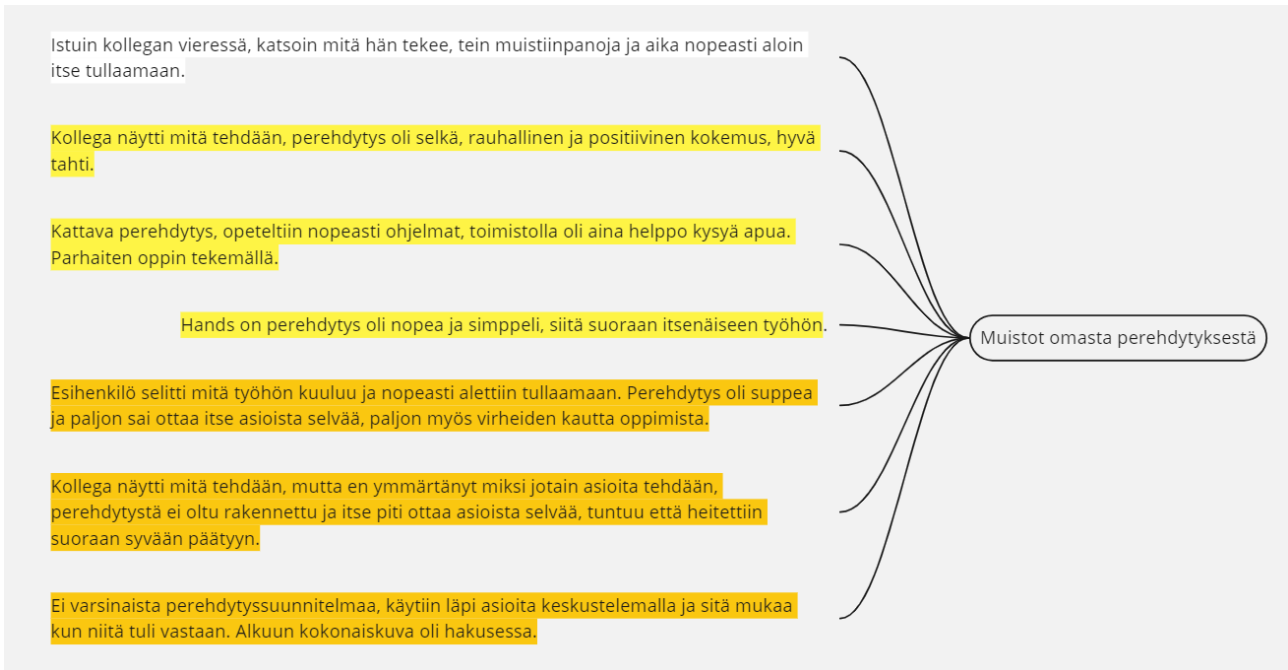 Istuin kollegan vieressä, katsoin mitä hän tekee, tein muistiinpanoja ja aika nopeasti aloin
itse tullaamaan.
Kollega näytti mitä tehdään, perehdytys oli selkä, rauhallinen ja positiivinen kokemus, hyvä
tahti.
Kattava perehdytys, opeteltiin nopeasti ohjelmat, toimistolla oli aina helppo kysyä apua.
Parhaiten oppin tekemällä.
Hands on perehdytys oli nopea ja simppeli, siitä suoraan itsenäiseen työhön.
Muistot omasta perehdytyksestä
Esihenkilö selitti mitä työhön kuuluu ja nopeasti alettiin tullaamaan. Perehdytys oli suppea
ja paljon sai ottaa itse asioista selvää, paljon myös virheiden kautta oppimista.
Kollega näytti mitä tehdään, mutta en ymmärtänyt miksi jotain asioita tehdään,
perehdytystä ei oltu rakennettu ja itse piti ottaa asioista selvää, tuntuu että heitettiin
suoraan syvään päätyyn.
Ei varsinaista perehdytyssuunnitelmaa, käytiin läpi asioita keskustelemalla ja sitä mukaa
kun niitä tuli vastaan. Alkuun kokonaiskuva oli hakusessa.